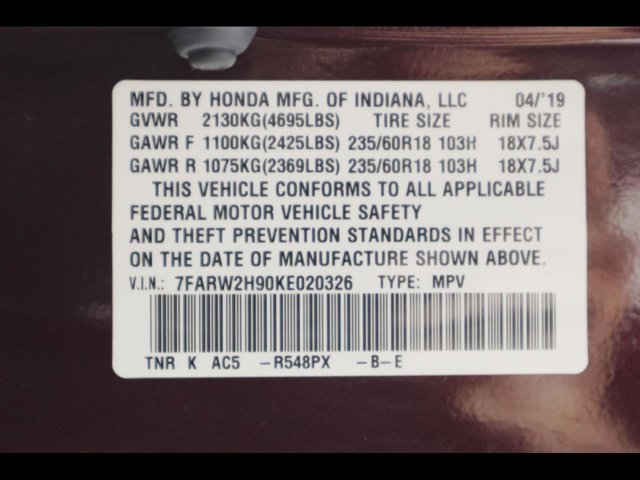 MFD. BY HONDA MFG. OF INDIANA, LLC 04/'19
GVWR 2130KG(4695LBS) TIRE SIZE RIM SIZE
GAWR F 1100KG(2425LBS) 235/60R18 103H 18X7.5J
GAWR R 1075KG(2369LBS) 235/60R18 103H 18X7.5J
THIS VEHICLE CONFORMS TO ALL APPLICABLE
FEDERAL MOTOR VEHICLE SAFETY
AND THEFT PREVENTION STANDARDS IN EFFECT
ON THE DATE OF MANUFACTURE SHOWN ABOVE.
V.I.N.: 7FARW2H90KE020326 TYPE: MPV
TNR K AC5 -R548PX -B-E